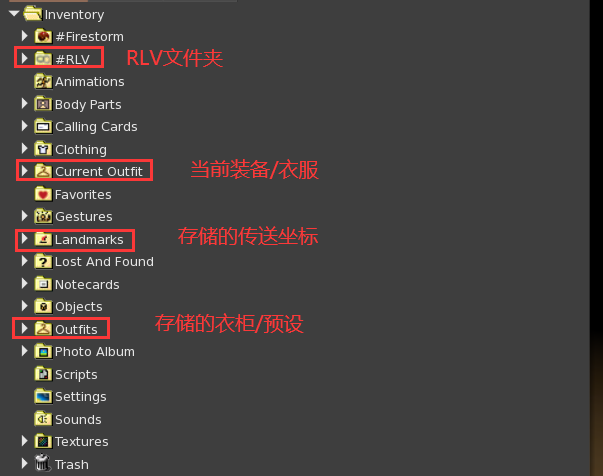 Inventory
#Firestorm
#RLV RLV文件夹
Animations
Body Parts
Calling Cards
Clothing
Current Outfit 当前装备/衣服
Favorites
Gestures
Landmarks 存储的传送坐标
Lost And Found
Notecards
Objects
Outfits 存储的衣柜/预设
Photo Album
Scripts
Settings
Sounds
Textures
Trash